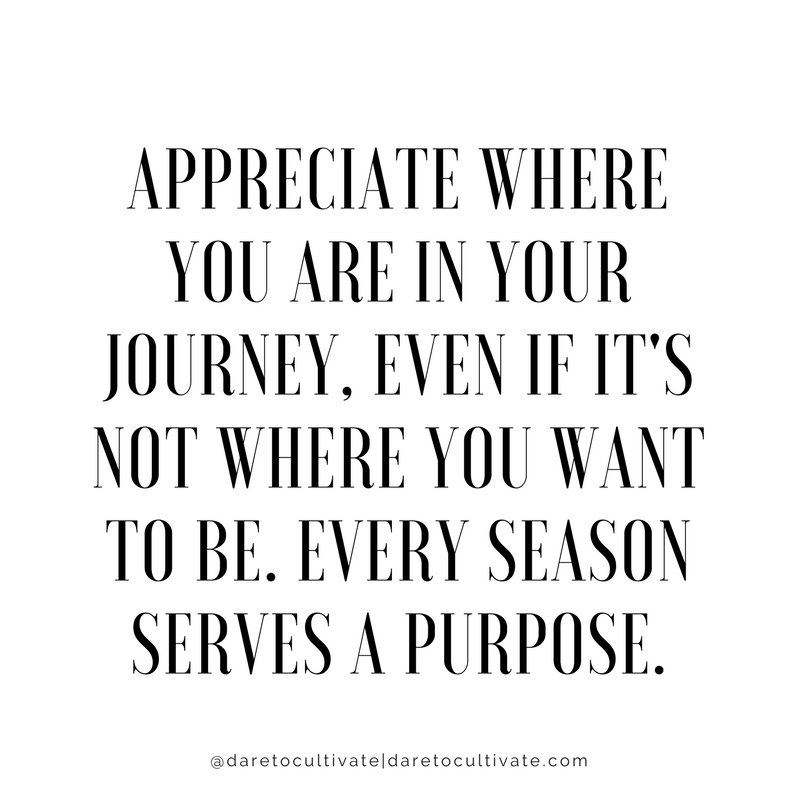 APPRECIATE WHERE
YOU ARE IN YOUR
JOURNEY, EVEN IF IT'S
NOT WHERE YOU WANT
TO BE. EVERY SEASON
SERVES A PURPOSE.
@daretocultivate|daretocultivate.com